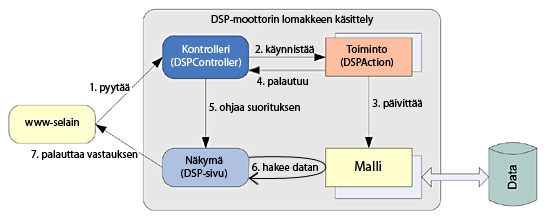 DSP-moottorin lomakkeen käsittely
Kontrolleri
(DSPController)
2. käynnistää
Toiminto
(DSPAction)
4. palautuu
1. pyytää
5. ohjaa suorituksen
3. päivittää
www-selain
7. palauttaa vastauksen
Näkymä
(DSP-sivu)
6. hakee datan
Malli
Data